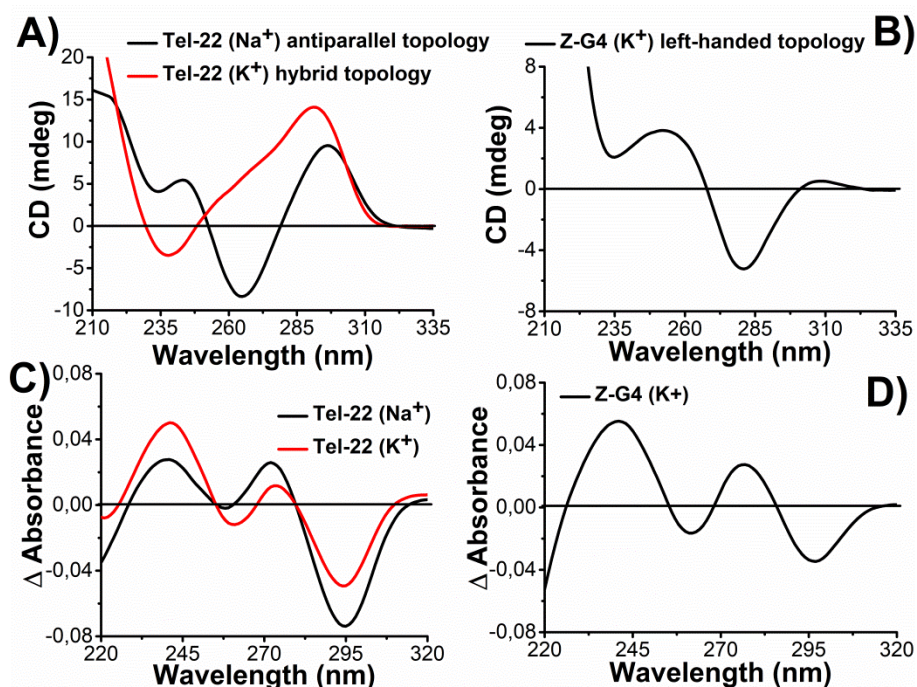 A)
Tel-22 (Na+) antiparallel topology
Tel-22 (K+) hybrid topology
20
15
10
5
0
-5
-10
CD (mdeg)
210 235 260 285 310 335
Wavelength (nm)
B)
Z-G4 (K+) left-handed topology
8
4
0
-4
-8
CD (mdeg)
210 235 260 285 310 335
Wavelength (nm)
C)
Tel-22 (Na+)
Tel-22 (K+)
0,08
0.04
0.00
-0.04
-0.08
Δ Absorbance
220 245 270 295 320
Wavelength (nm)
D)
Z-G4 (K+)
0,08
0.04
0.00
-0.04
-0.08
Δ Absorbance
220 245 270 295 320
Wavelength (nm)